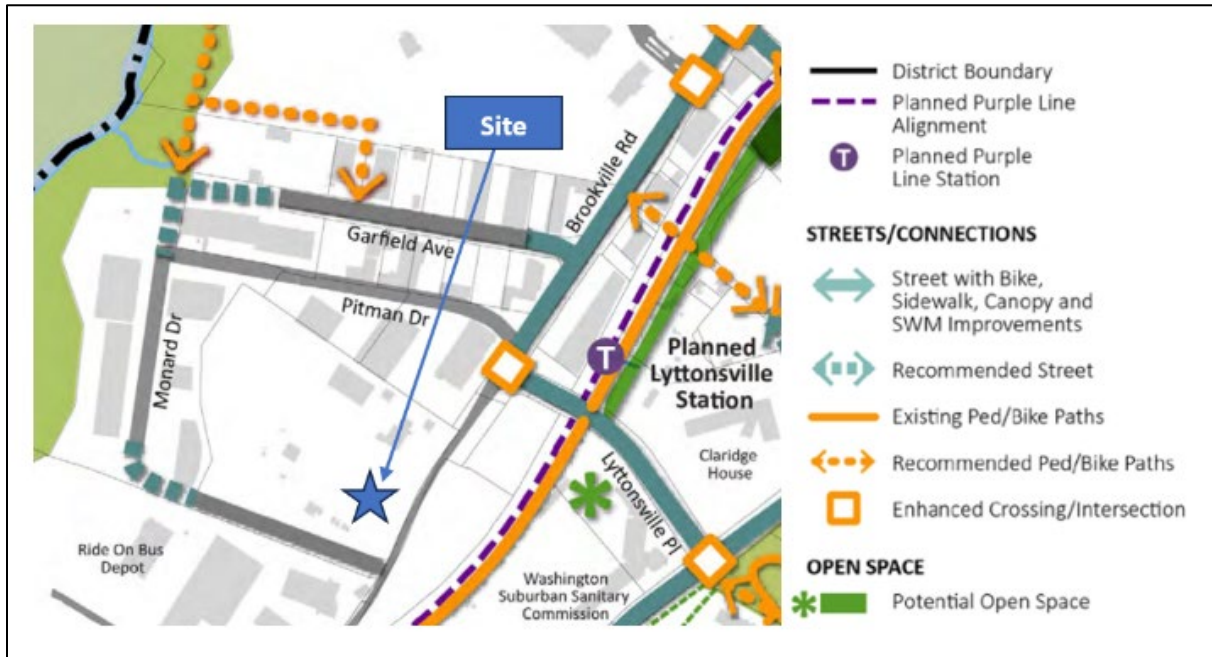 Site
Brookville Rd
Garfield Ave
Pitman Dr
Monard Dr
T
Planned
Lyttonsville
Station
Claridge
House
Lyttonsville Pl
Ride On Bus
Depot
Washington
Suburban Sanitary
Commission
District Boundary
Planned Purple Line
Alignment
T
Planned Purple
Line Station
STREETS/CONNECTIONS
Street with Bike,
Sidewalk, Canopy and
SWM Improvements
Recommended Street
Existing Ped/Bike Paths
Recommended Ped/Bike Paths
Enhanced Crossing/Intersection
OPEN SPACE
Potential Open Space